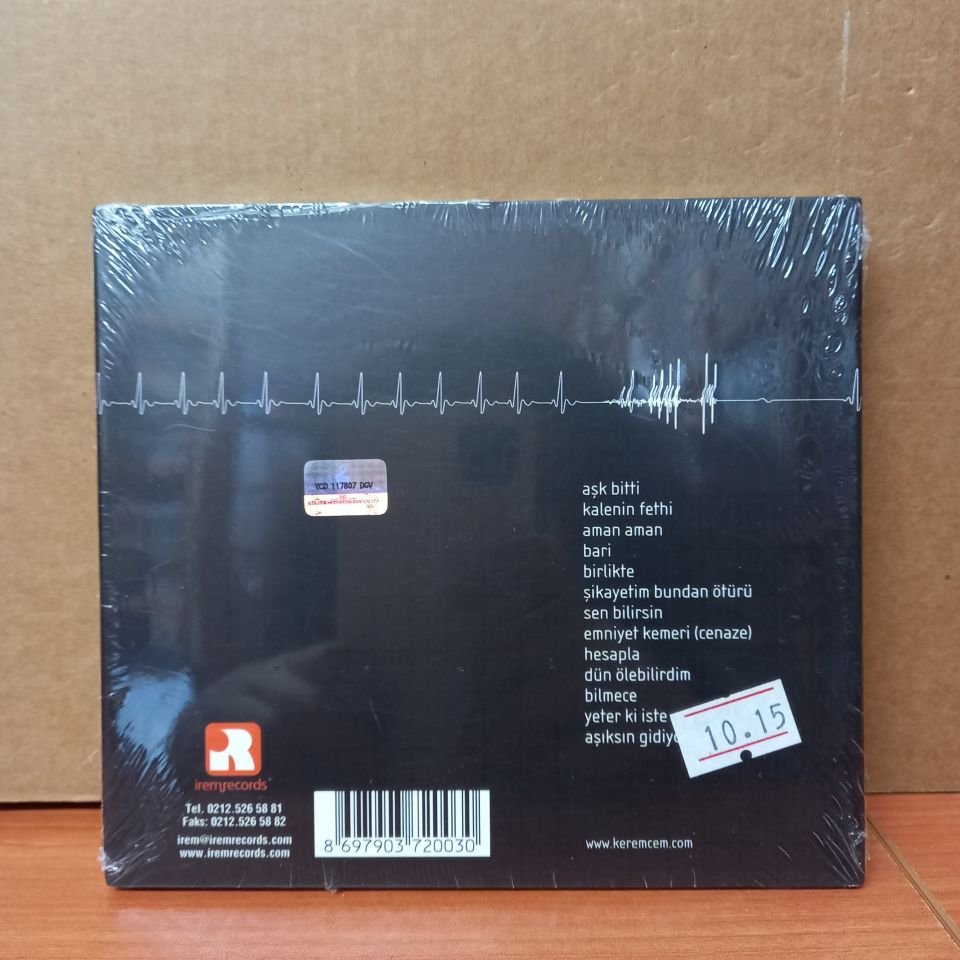 YCD 117807 DGV
aşk bitti
kalenin fethi
aman aman
bari
birlikte
şikayetim bundan ötürü
sen bilirsin
emniyet kemeri (cenaze)
hesapla
dün ölebilirdim
bilmece
yeter ki iste
aşıksın
10.15
R
iremrecords
Tel. 0212.526 58 81
Faks: 0212.526 58 82
irem@iremrecords.com
www.iremrecords.com
8 697903 720030
www.keremcem.com